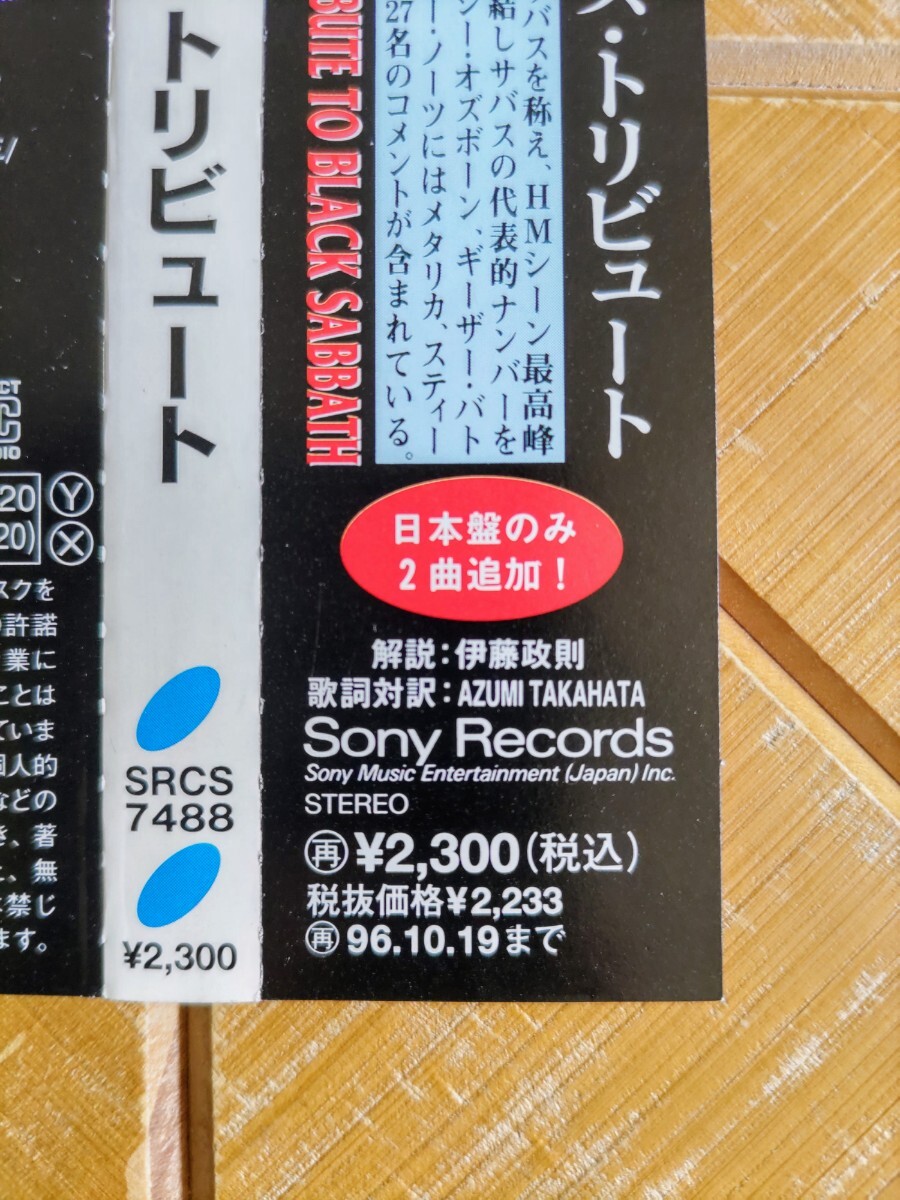 ス・トリビュート
バスを称え、HMシーン最高峰
結しサバスの代表的ナンバーを
シー・オズボーン、ギーザー・バト
ー・ノーツにはメタリカ、スティー
27名のコメントが含まれている。
BUTE TO BLACK SABBATH
日本盤のみ
2曲追加!
解説:伊藤政則
歌詞対訳:AZUMI TAKAHATA
Sony Records
Sony Music Entertainment (Japan) Inc.
STEREO
再 ¥2,300(税込)
税抜価格¥2,233
再 96.10.19まで
トリビュート
SRCS
7488
¥2,300
20 Y
20) X
スクを
許諾
業に
ことは
ていま
個人的
などの
き、著
、無
禁じ
ます。